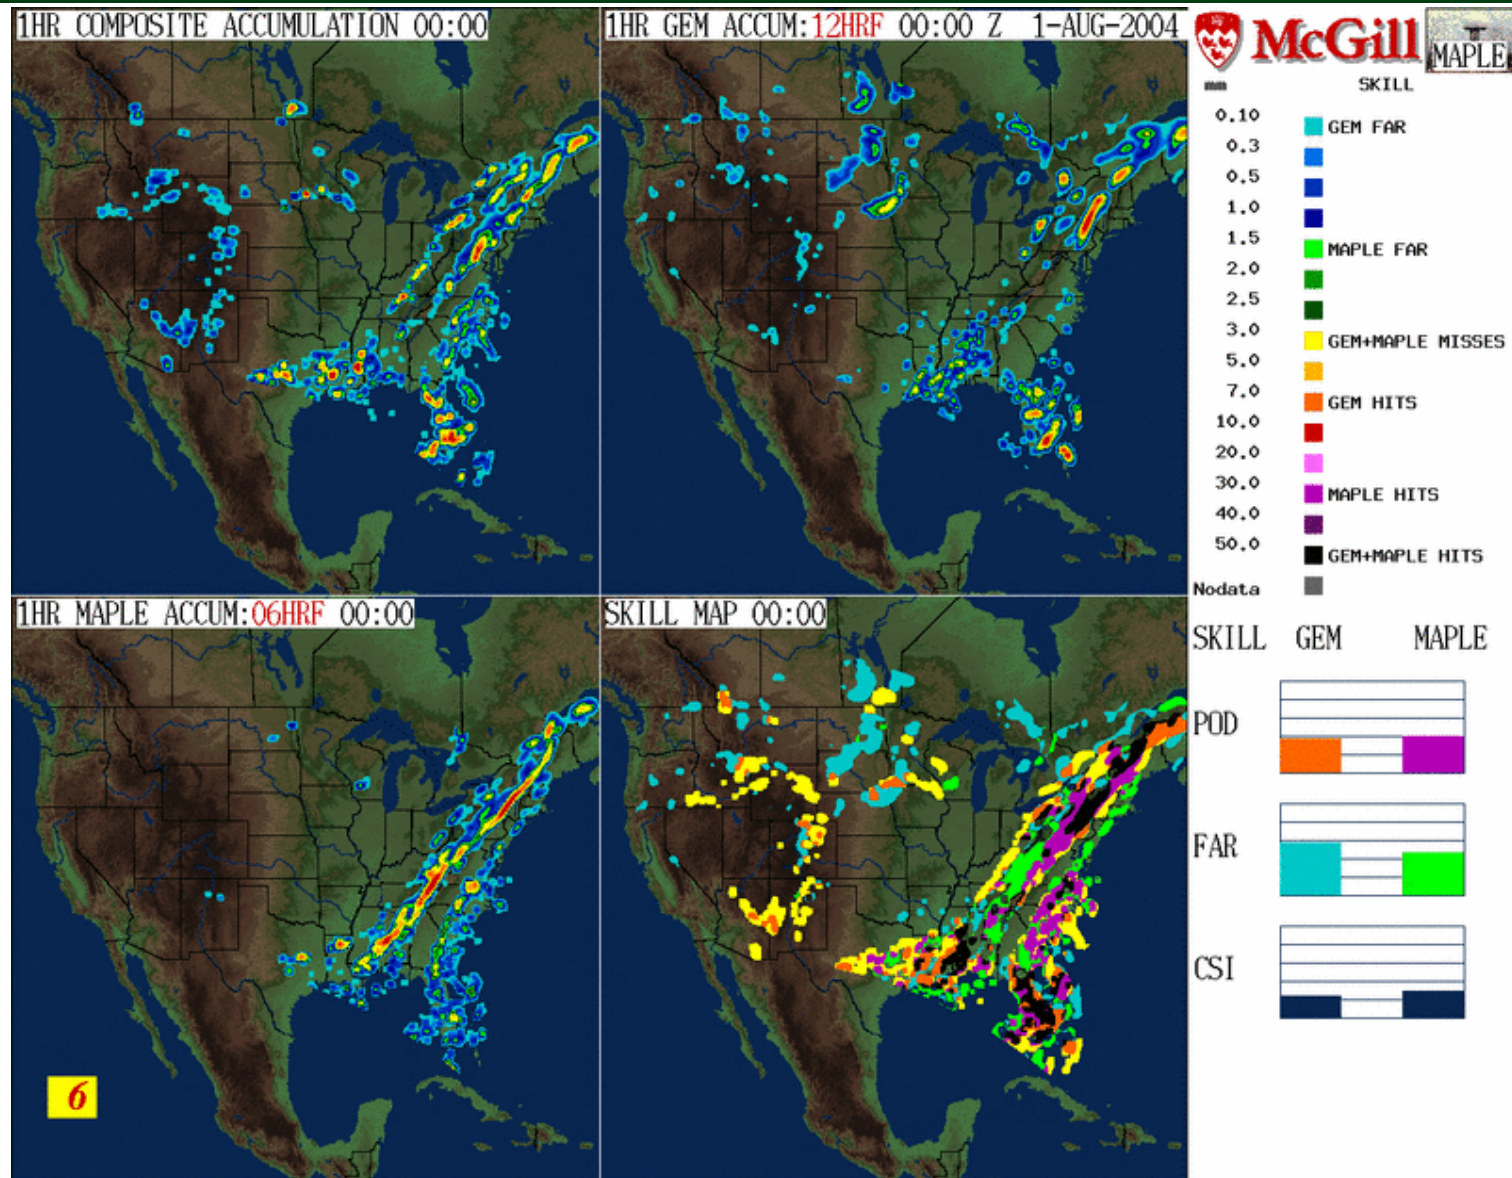 1HR COMPOSITE ACCUMULATION 00:00
1HR GEM ACCUM:12HRF 00:00 Z 1-AUG-2004
McGill
MAPLE
mm SKILL
0.10
GEM FAR
0.3
0.5
1.0
1.5
MAPLE FAR
2.0
2.5
3.0
GEM+MAPLE MISSES
5.0
7.0
GEM HITS
10.0
20.0
30.0
MAPLE HITS
40.0
50.0
GEM+MAPLE HITS
Nodata
1HR MAPLE ACCUM:06HRF 00:00
SKILL MAP 00:00
SKILL GEM MAPLE
POD
FAR
CSI
6